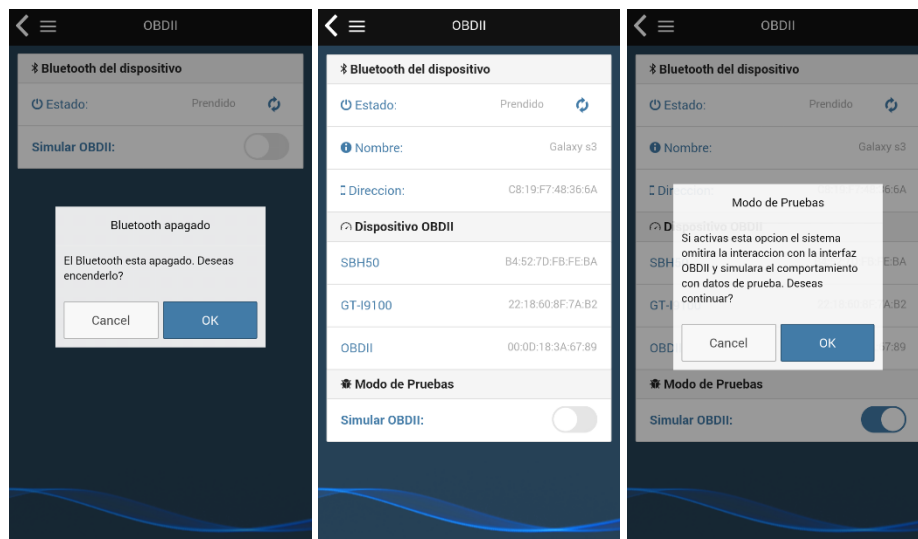 OBDII
Bluetooth del dispositivo
Estado: Prendido
Simular OBDII:
Bluetooth apagado
El Bluetooth esta apagado. Deseas
encenderlo?
Cancel OK
OBDII
Bluetooth del dispositivo
Estado: Prendido
Nombre: Galaxy s3
Direccion: C8:19:F7:48:36:6A
Dispositivo OBDII
SBH50 B4:52:7D:FB:FE:BA
GT-I9100 22:18:60:8F:7A:B2
OBDII 00:0D:18:3A:67:89
Modo de Pruebas
Simular OBDII:
OBDII
Bluetooth del dispositivo
Estado: Prendido
Nombre: Galaxy s3
Modo de Pruebas
Si activas esta opcion el sistema
omitira la interaccion con la interfaz
OBDII y simulara el comportamiento
con datos de prueba. Deseas
continuar?
Cancel OK
Modo de Pruebas
Simular OBDII: